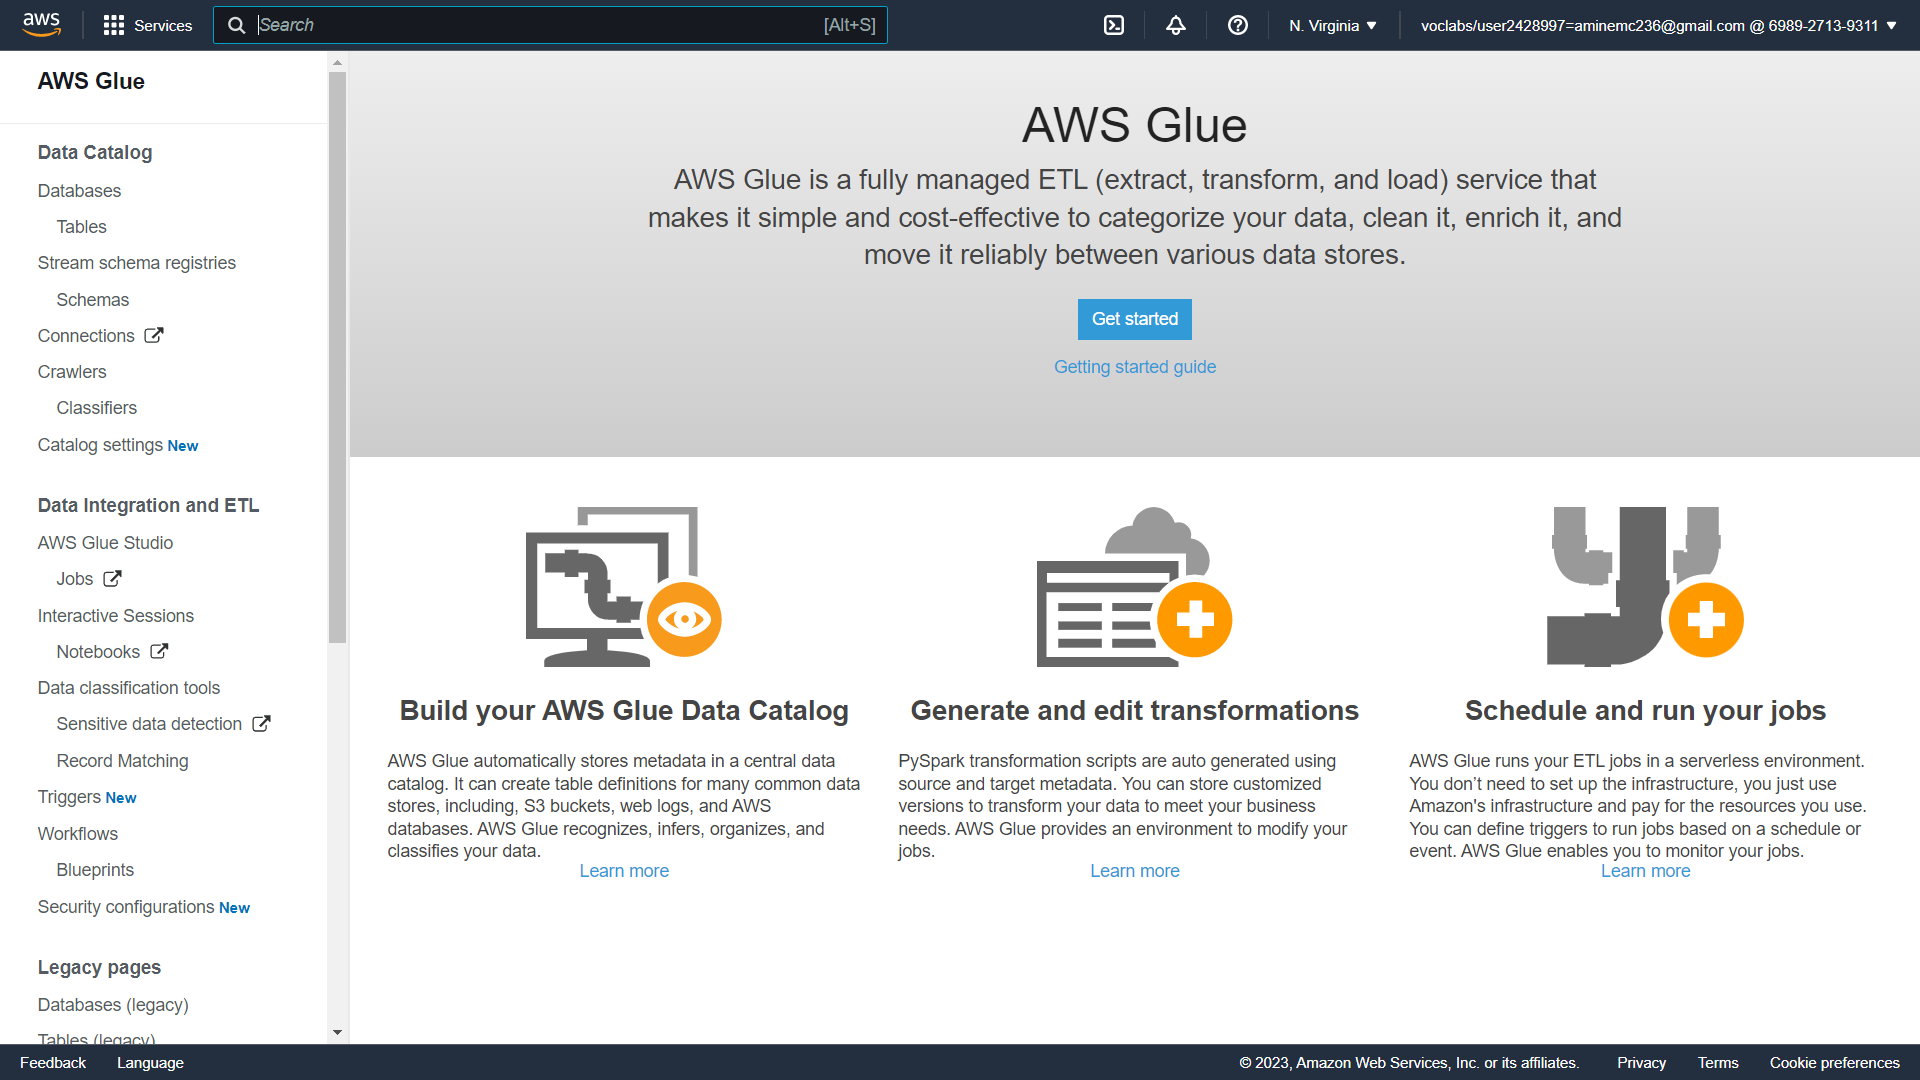 aws
Services
Search
[Alt+S]
N. Virginia
voclabs/user2428997=aminemc236@gmail.com @ 6989-2713-9311
AWS Glue
Data Catalog
Databases
Tables
Stream schema registries
Schemas
Connections
Crawlers
Classifiers
Catalog settings New
Data Integration and ETL
AWS Glue Studio
Jobs
Interactive Sessions
Notebooks
Data classification tools
Sensitive data detection
Record Matching
Triggers New
Workflows
Blueprints
Security configurations New
Legacy pages
Databases (legacy)
Tables (legacy)
AWS Glue
AWS Glue is a fully managed ETL (extract, transform, and load) service that
makes it simple and cost-effective to categorize your data, clean it, enrich it, and
move it reliably between various data stores.
Get started
Getting started guide
Build your AWS Glue Data Catalog
AWS Glue automatically stores metadata in a central data
catalog. It can create table definitions for many common data
stores, including, S3 buckets, web logs, and AWS
databases. AWS Glue recognizes, infers, organizes, and
classifies your data.
Learn more
Generate and edit transformations
PySpark transformation scripts are auto generated using
source and target metadata. You can store customized
versions to transform your data to meet your business
needs. AWS Glue provides an environment to modify your
jobs.
Learn more
Schedule and run your jobs
AWS Glue runs your ETL jobs in a serverless environment.
You don’t need to set up the infrastructure, you just use
Amazon's infrastructure and pay for the resources you use.
You can define triggers to run jobs based on a schedule or
event. AWS Glue enables you to monitor your jobs.
Learn more
Feedback
Language
© 2023, Amazon Web Services, Inc. or its affiliates.
Privacy
Terms
Cookie preferences